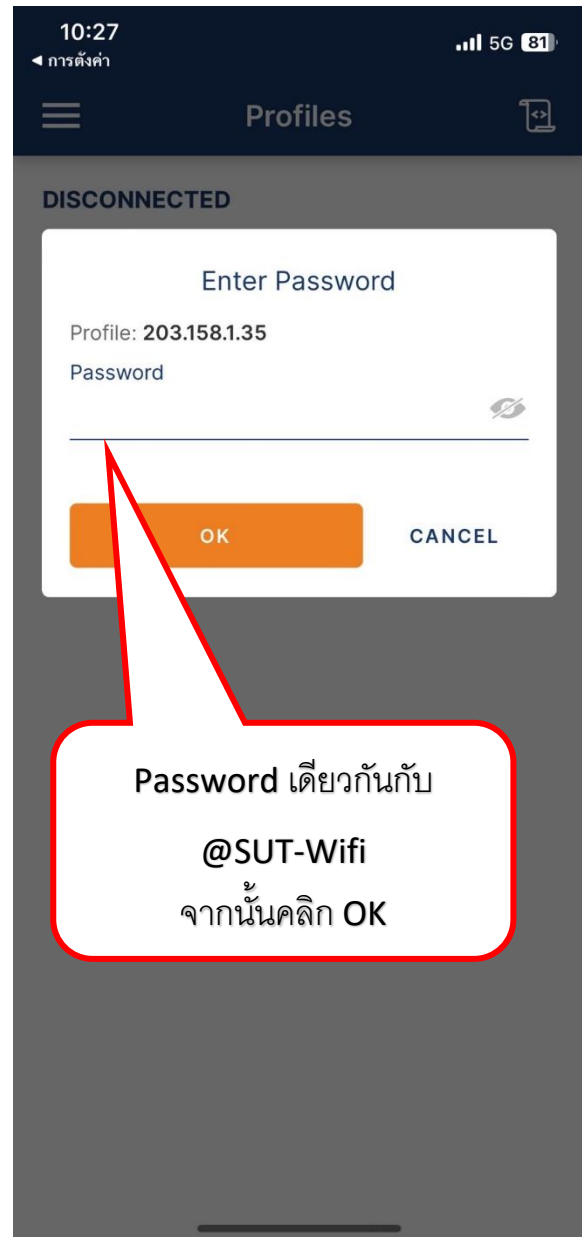 10:27
5G 81
◀ การตั้งค่า
Profiles
DISCONNECTED
Enter Password
Profile: 203.158.1.35
Password
OK
CANCEL
Password เดียวกันกับ
@SUT-Wifi
จากนั้นคลิก OK